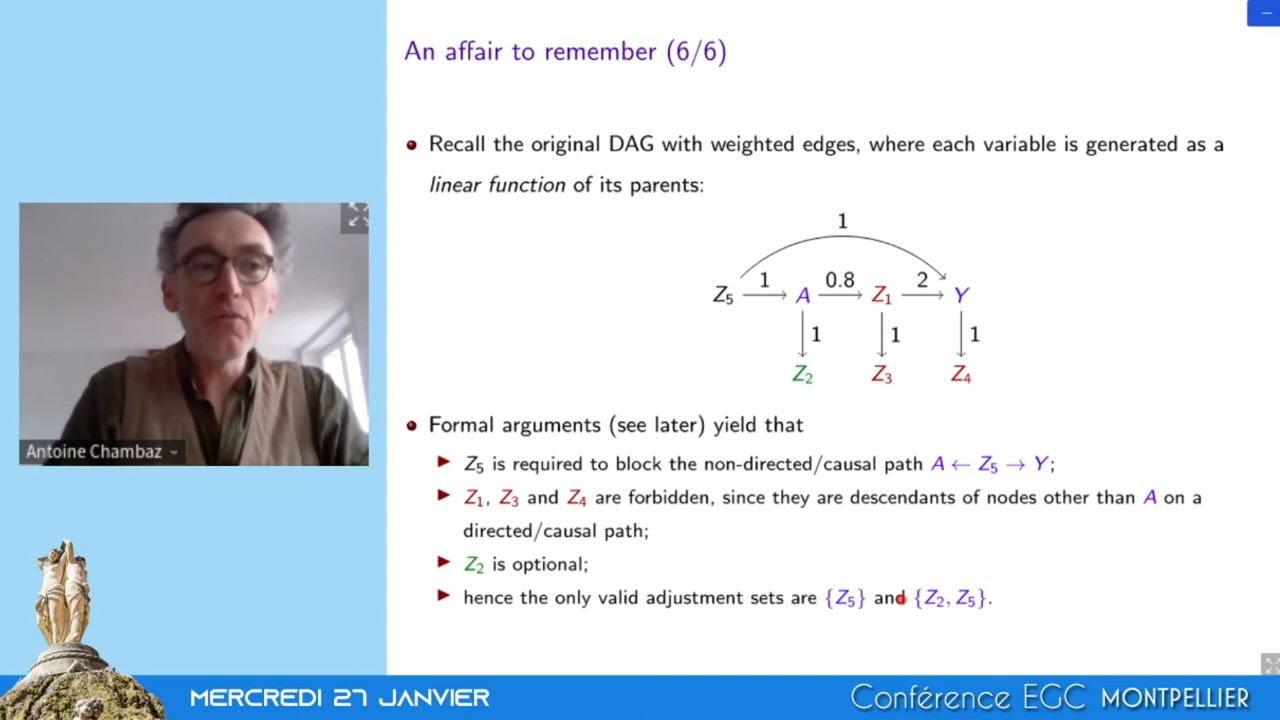 An affair to remember (6/6)
Recall the original DAG with weighted edges, where each variable is generated as a
linear function of its parents:
1
Z₅ 1 A 0.8 Z₁ 2 Y
1 1 1
Z₂ Z₃ Z₄
Formal arguments (see later) yield that
Z₅ is required to block the non-directed/causal path A ← Z₅ → Y;
Z₁, Z₃ and Z₄ are forbidden, since they are descendants of nodes other than A on a
directed/causal path;
Z₂ is optional;
hence the only valid adjustment sets are {Z₅} and {Z₂, Z₅}.
Antoine Chambaz
MERCREDI 27 JANVIER
Conférence EGC MONTPELLIER